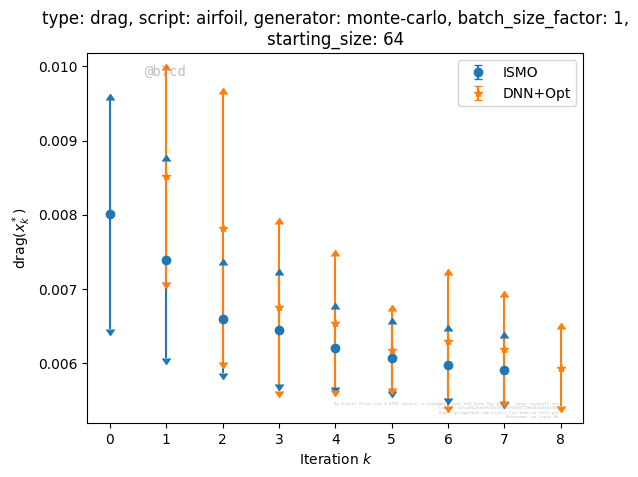 type: drag, script: airfoil, generator: monte-carlo, batch_size_factor: 1,
starting_size: 64
ISMO
DNN+Opt
0.010
0.009
0.008
0.007
0.006
drag(x*k)
0 1 2 3 4 5 6 7 8
Iteration k